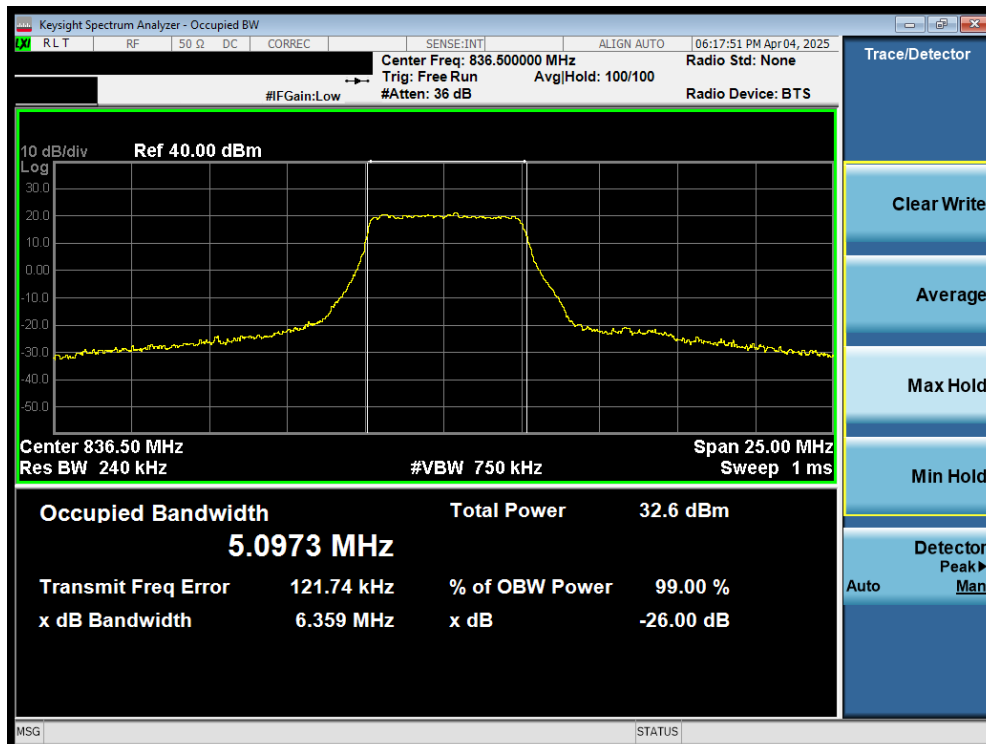 Keysight Spectrum Analyzer - Occupied BW
LXI RLT RF 50 Ω DC CORREC SENSE:INT ALIGN AUTO 06:17:51 PM Apr 04, 2025
Center Freq: 836.500000 MHz Radio Std: None
Trig: Free Run Avg|Hold: 100/100
#IFGain:Low #Atten: 36 dB Radio Device: BTS
Trace/Detector
10 dB/div Ref 40.00 dBm
Log
30.0
20.0
10.0
0.00
-10.0
-20.0
-30.0
-40.0
-50.0
Center 836.50 MHz Span 25.00 MHz
Res BW 240 kHz #VBW 750 kHz Sweep 1 ms
Occupied Bandwidth Total Power 32.6 dBm
5.0973 MHz
Transmit Freq Error 121.74 kHz % of OBW Power 99.00 %
x dB Bandwidth 6.359 MHz x dB -26.00 dB
Clear Write
Average
Max Hold
Min Hold
Detector
Peak▶
Auto Man
MSG STATUS